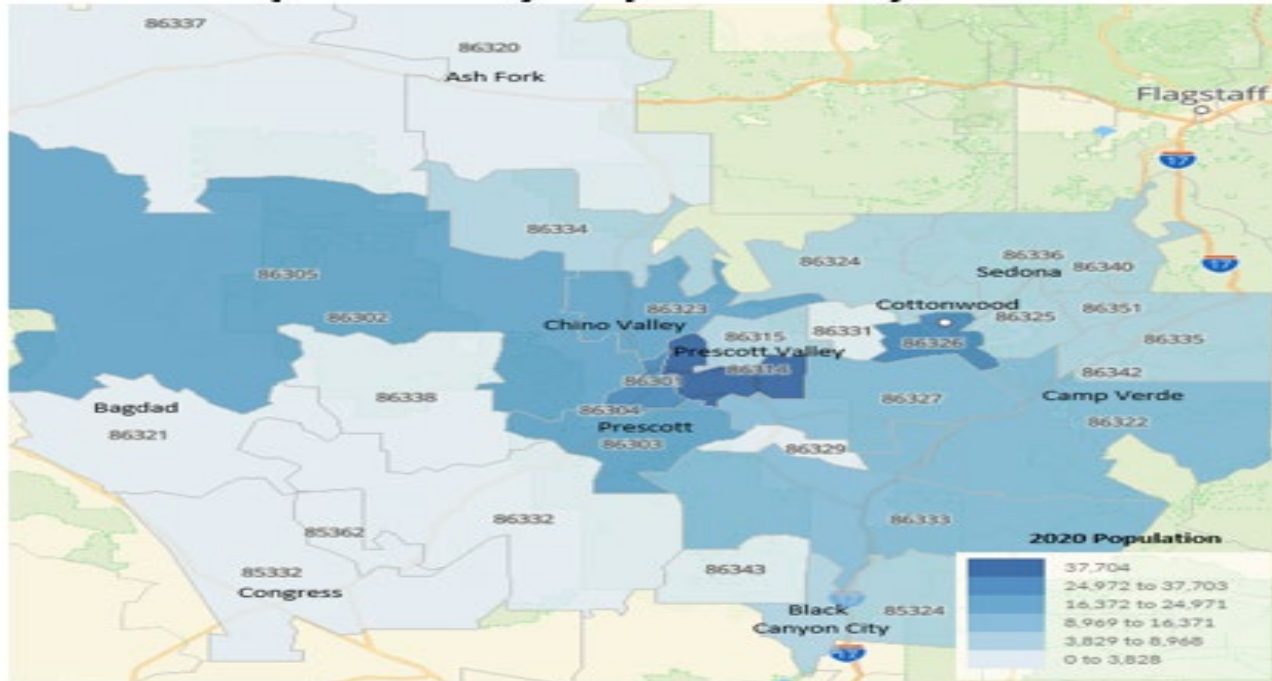 86337
86320
Ash Fork
Flagstaff
17
86334
86305
86302
86324
86336
Sedona
86340
17
86323
Chino Valley
Cottonwood
86325
86351
86315
86331
86326
86335
Prescott Valley
86314
86301
86342
86338
86327
Camp Verde
Bagdad
86304
86321
Prescott
86303
86322
86329
85362
86332
86333
2020 Population
85332
Congress
86343
Black
Canyon City
85324
17
37,704
24,972 to 37,703
16,372 to 24,971
8,969 to 16,371
3,829 to 8,968
0 to 3,828